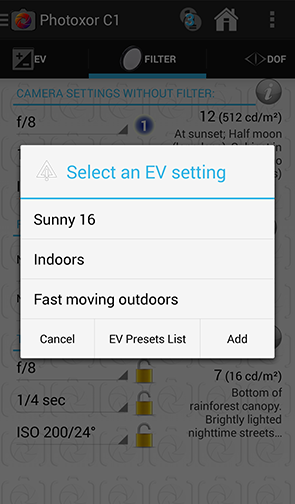 Photoxor C1
EV
FILTER
DOF
CAMERA SETTINGS WITHOUT FILTER:
f/8
1
12 (512 cd/m²)
At sunset; Half moon
Select an EV setting
Sunny 16
Indoors
Fast moving outdoors
Cancel
EV Presets List
Add
f/8
7 (16 cd/m²)
1/4 sec
Bottom of
rainforest canopy.
Brightly lighted
ISO 200/24°
nighttime streets...